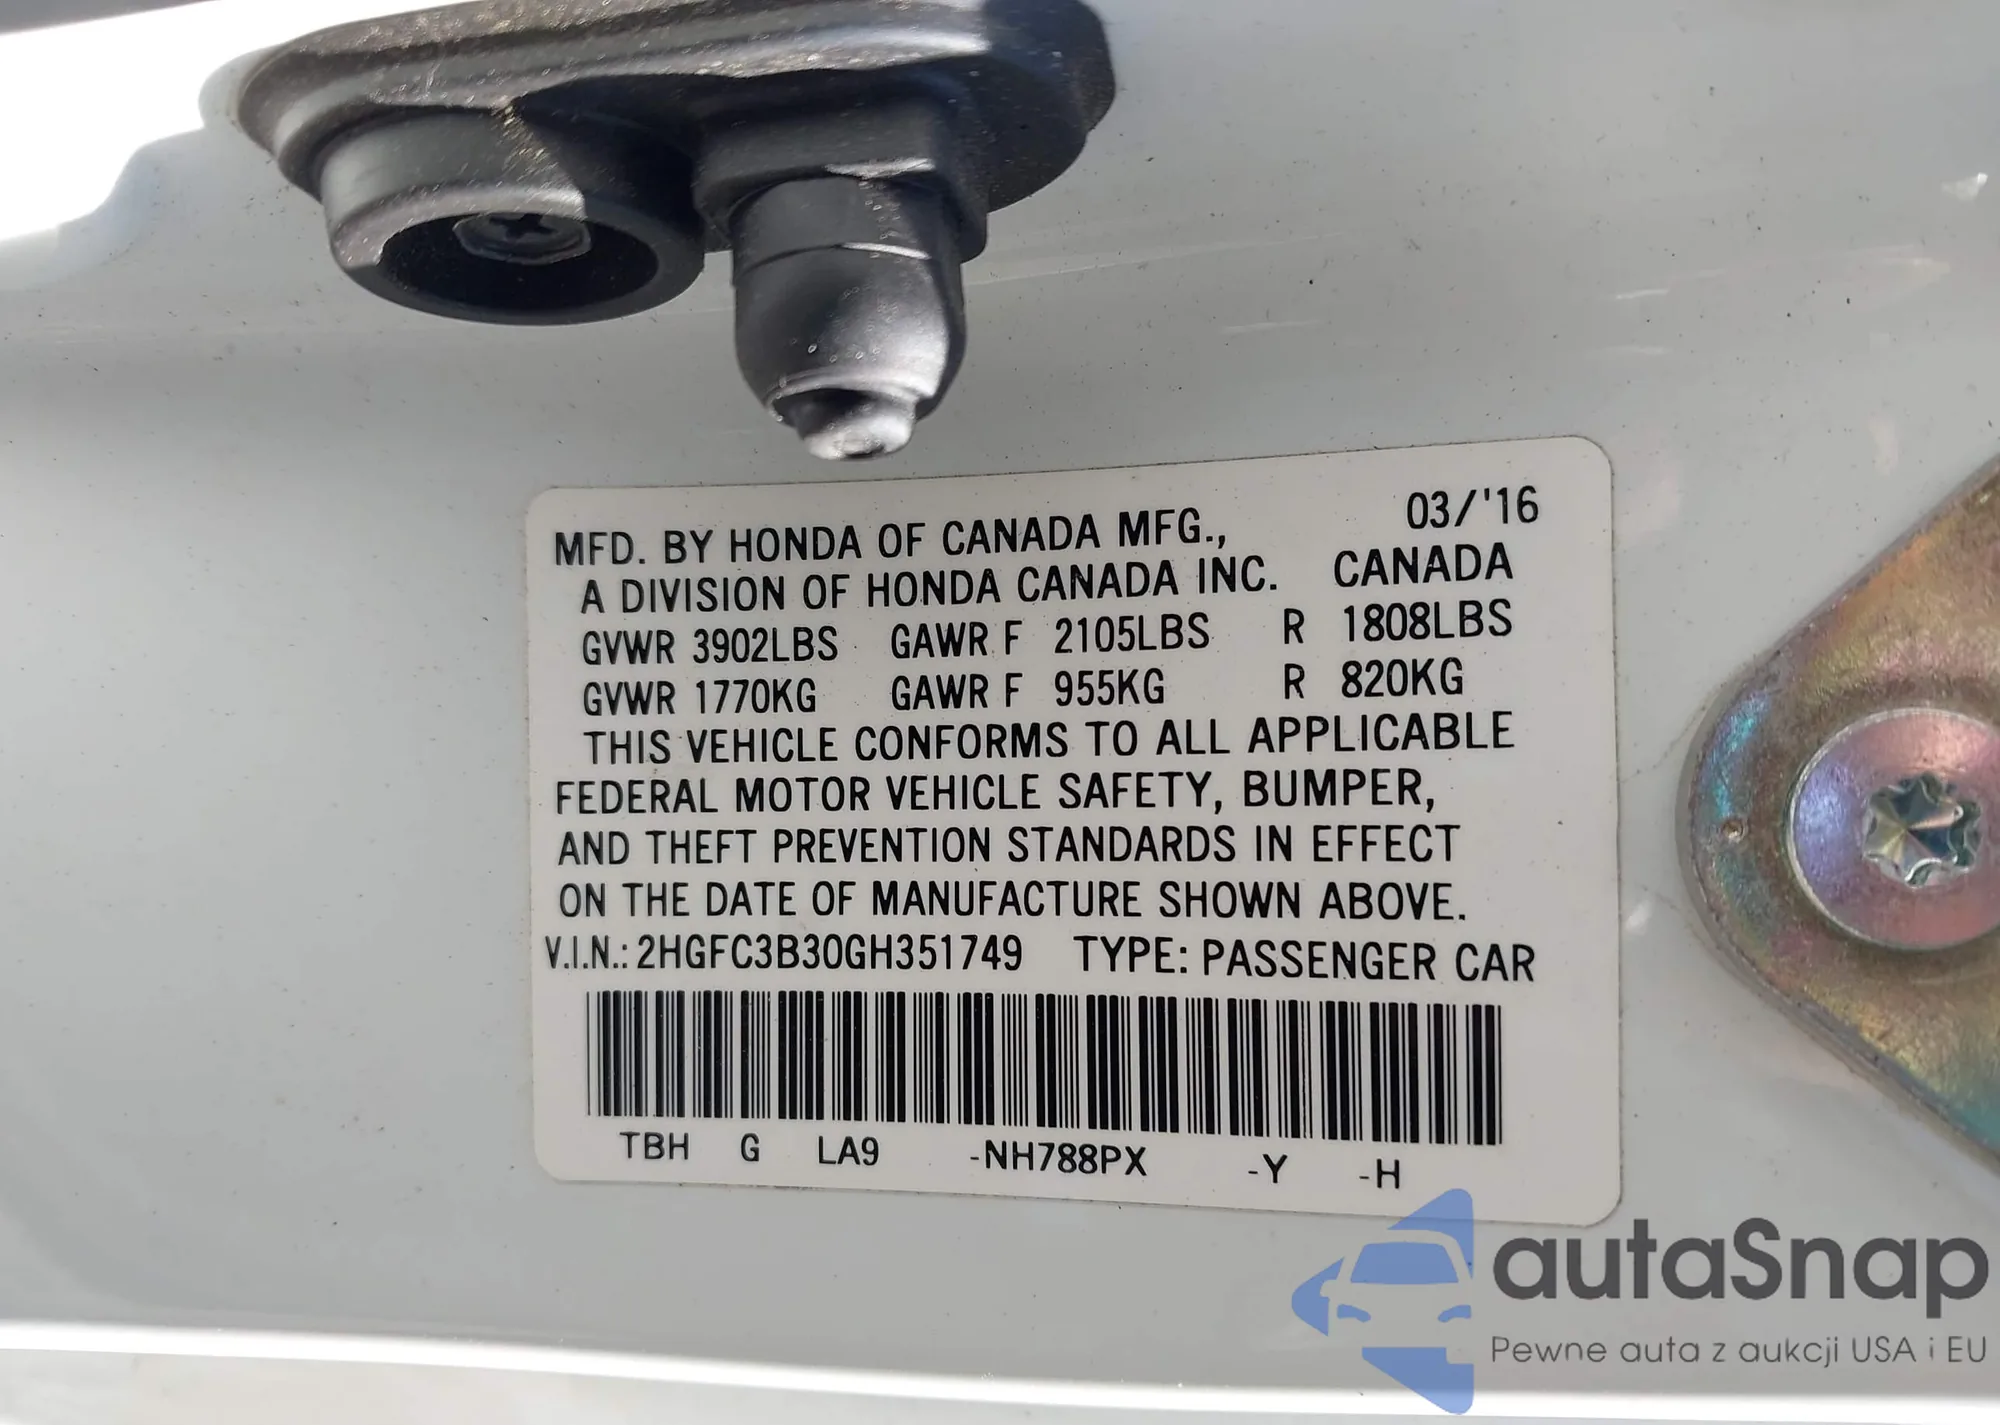 03/'16
MFD. BY HONDA OF CANADA MFG.,
A DIVISION OF HONDA CANADA INC. CANADA
GVWR 3902LBS GAWR F 2105LBS R 1808LBS
GVWR 1770KG GAWR F 955KG R 820KG
THIS VEHICLE CONFORMS TO ALL APPLICABLE
FEDERAL MOTOR VEHICLE SAFETY, BUMPER,
AND THEFT PREVENTION STANDARDS IN EFFECT
ON THE DATE OF MANUFACTURE SHOWN ABOVE.
V.I.N.: 2HGFC3B30GH351749 TYPE: PASSENGER CAR
TBH G LA9 -NH788PX -Y -H
autaSnap
Pewne auta z aukcji USA i EU